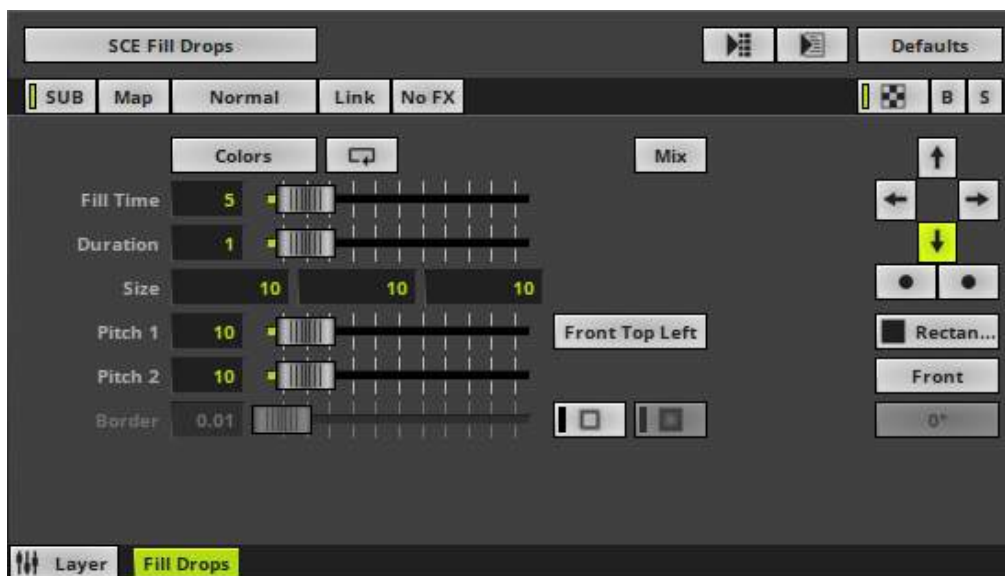 SCE Fill Drops Defaults
SUB Map Normal Link No FX B S
Colors Mix
Fill Time 5
Duration 1
Size 10 10 10
Pitch 1 10 Front Top Left Rectan...
Pitch 2 10 Front
Border 0.01 0°
Layer Fill Drops